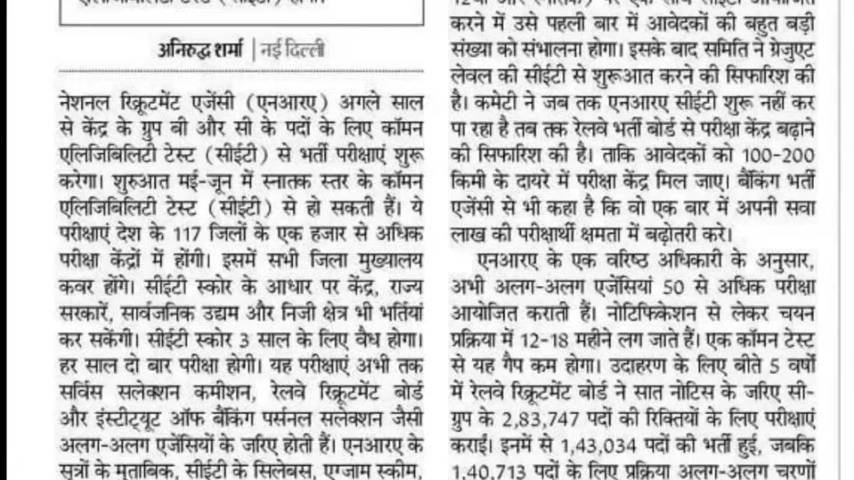 अनिरुद्ध शर्मा | नई दिल्ली
नेशनल रिक्रूटमेंट एजेंसी (एनआरए) अगले साल
से केंद्र के ग्रुप बी और सी के पदों के लिए कॉमन
एलिजिबिलिटी टेस्ट (सीईटी) से भर्ती परीक्षाएं शुरू
करेगा। शुरुआत मई-जून में स्नातक स्तर के कॉमन
एलिजिबिलिटी टेस्ट (सीईटी) से हो सकती हैं। ये
परीक्षाएं देश के 117 जिलों के एक हजार से अधिक
परीक्षा केंद्रों में होंगी। इसमें सभी जिला मुख्यालय
कवर होंगे। सीईटी स्कोर के आधार पर केंद्र, राज्य
सरकारें, सार्वजनिक उद्यम और निजी क्षेत्र भी भर्तियां
कर सकेंगी। सीईटी स्कोर 3 साल के लिए वैध होगा।
हर साल दो बार परीक्षा होगी। यह परीक्षाएं अभी तक
सर्विस सलेक्शन कमीशन, रेलवे रिक्रूटमेंट बोर्ड
और इंस्टीट्यूट ऑफ बैंकिंग पर्सनल सलेक्शन जैसी
अलग-अलग एजेंसियों के जरिए होती हैं। एनआरए के
सूत्रों के मुताबिक, सीईटी के सिलेबस, एग्जाम स्कीम,
करने में उसे पहली बार में आवेदकों की बहुत बड़ी
संख्या को संभालना होगा। इसके बाद समिति ने ग्रेजुएट
लेवल की सीईटी से शुरूआत करने की सिफारिश की
है। कमेटी ने जब तक एनआरए सीईटी शुरू नहीं कर
पा रहा है तब तक रेलवे भर्ती बोर्ड से परीक्षा केंद्र बढ़ाने
की सिफारिश की है। ताकि आवेदकों को 100-200
किमी के दायरे में परीक्षा केंद्र मिल जाए। बैंकिंग भर्ती
एजेंसी से भी कहा है कि वो एक बार में अपनी सवा
लाख की परीक्षार्थी क्षमता में बढ़ोतरी करे।
एनआरए के एक वरिष्ठ अधिकारी के अनुसार,
अभी अलग-अलग एजेंसियां 50 से अधिक परीक्षा
आयोजित कराती हैं। नोटिफिकेशन से लेकर चयन
प्रक्रिया में 12-18 महीने लग जाते हैं। एक कॉमन टेस्ट
से यह गैप कम होगा। उदाहरण के लिए बीते 5 वर्षों
में रेलवे रिक्रूटमेंट बोर्ड ने सात नोटिस के जरिए सी-
ग्रुप के 2,83,747 पदों की रिक्तियों के लिए परीक्षाएं
कराईं। इनमें से 1,43,034 पदों की भर्ती हुई, जबकि
1,40,713 पदों के लिए प्रक्रिया अलग-अलग चरणों